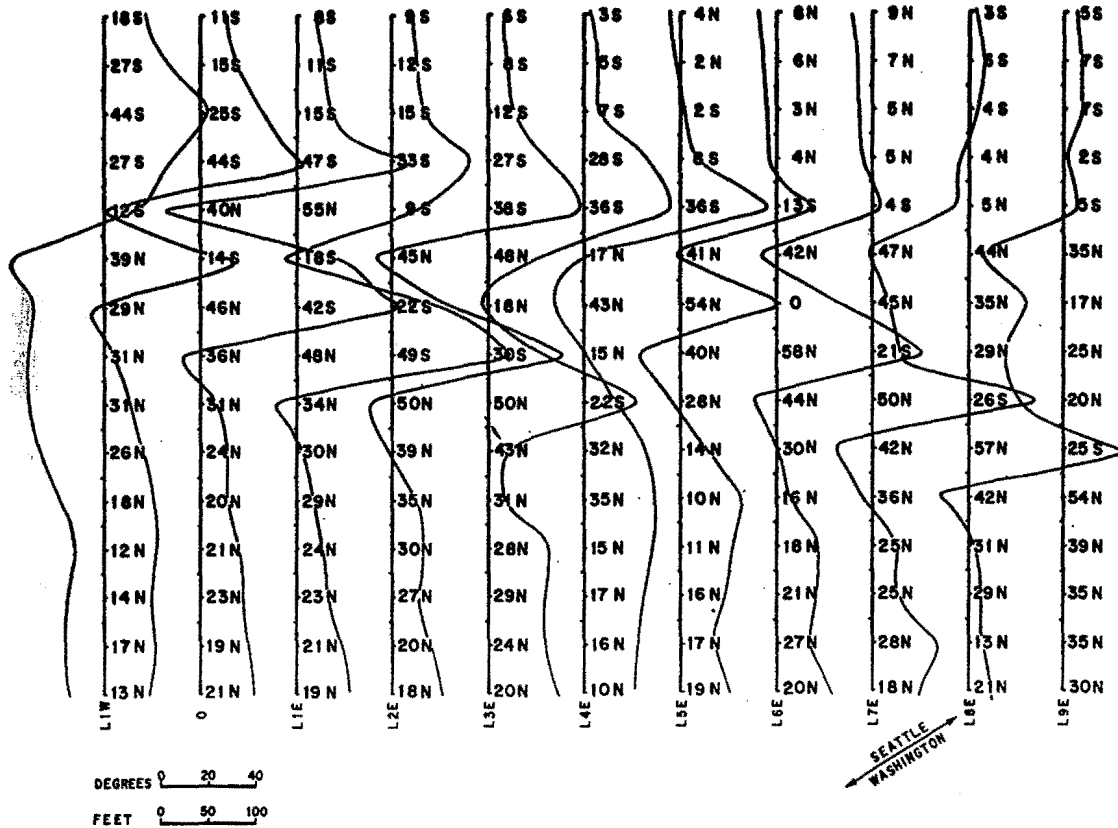 18S 11S 8S 9S 6S 3S 4N 8N 9N 3S 5S
27S 15S 11S 12S 8S 5S 2N 6N 7N 6S 7S
44S 25S 15S 15S 12S 7S 2S 3N 5N 4S 7S
27S 44S 47S 33S 27S 28S 8S 4N 5N 4N 2S
12S 40N 55N 9S 38S 36S 36S 13S 4S 5N 5S
39N 14S 18S 45N 46N 17N 41N 42N 47N 44N 35N
29N 46N 42S 22S 18N 43N 54N 0 45N 35N 17N
31N 36N 48N 49S 30S 15N 40N 58N 21S 29N 25N
31N 31N 34N 50N 50N 22S 28N 44N 50N 26S 20N
26N 24N 30N 39N 43N 32N 14N 30N 42N 57N 25S
18N 20N 29N 35N 31N 35N 10N 16N 36N 42N 54N
12N 21N 24N 30N 28N 15N 11N 18N 25N 31N 39N
14N 23N 23N 27N 29N 17N 16N 21N 25N 29N 35N
17N 19N 21N 20N 24N 16N 17N 27N 28N 13N 35N
13N 21N 19N 18N 20N 10N 19N 20N 18N 21N 30N
L1W 0 L1E L2E L3E L4E L5E L6E L7E L8E L9E
SEATTLE
WASHINGTON
DEGREES 0 20 40
FEET 0 50 100